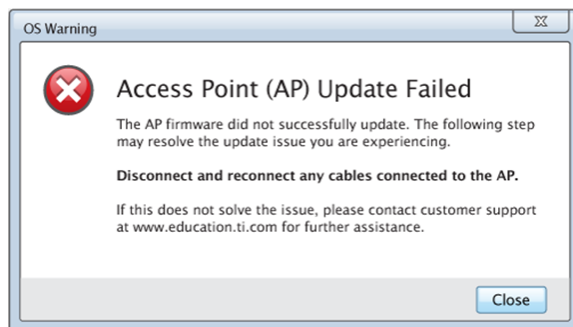 OS Warning
Access Point (AP) Update Failed
The AP firmware did not successfully update. The following step
may resolve the update issue you are experiencing.
Disconnect and reconnect any cables connected to the AP.
If this does not solve the issue, please contact customer support
at www.education.ti.com for further assistance.
Close